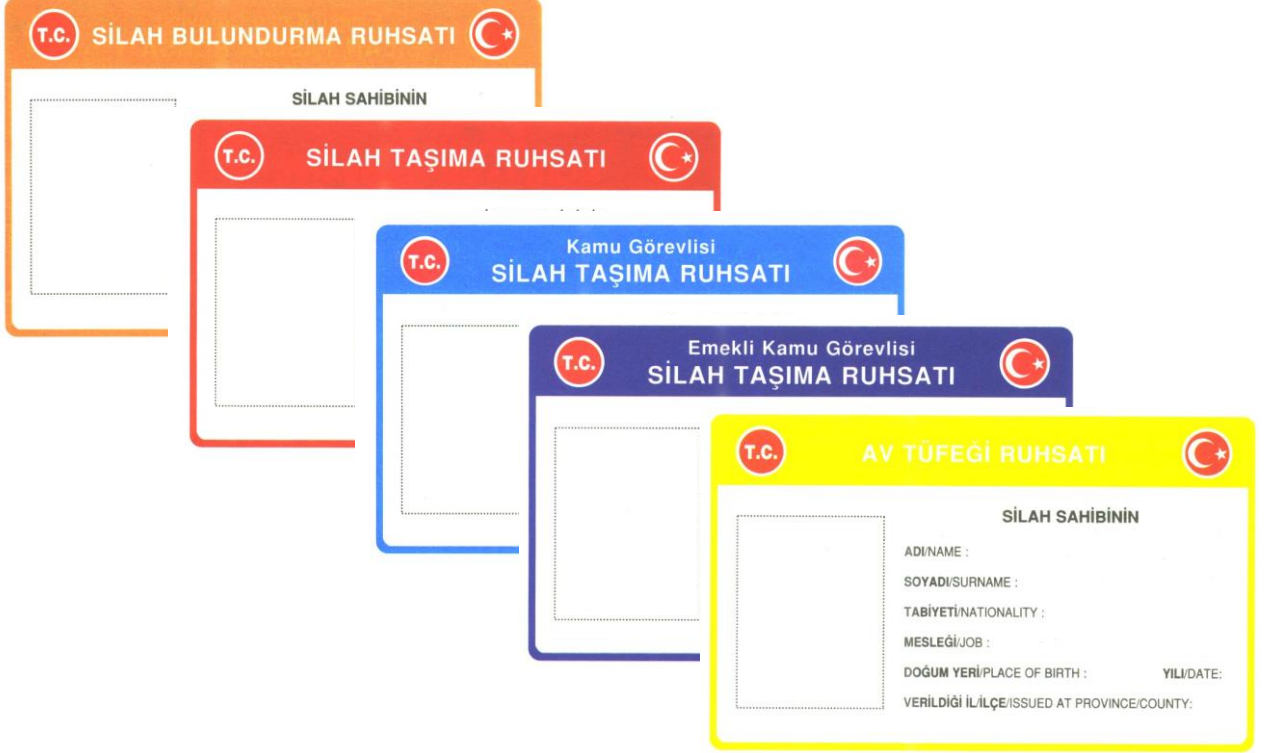 T.C. SİLAH BULUNDURMA RUHSATI
SİLAH SAHİBİNİN
T.C. SİLAH TAŞIMA RUHSATI
Kamu Görevlisi
T.C. SİLAH TAŞIMA RUHSATI
Emekli Kamu Görevlisi
T.C. SİLAH TAŞIMA RUHSATI
T.C. AV TÜFEĞİ RUHSATI
SİLAH SAHİBİNİN
ADI/NAME :
SOYADI/SURNAME :
TABİYETİ/NATIONALITY :
MESLEĞİ/JOB :
DOĞUM YERİ/PLACE OF BIRTH : YILI/DATE:
VERİLDİĞİ İL/İLÇE/ISSUED AT PROVINCE/COUNTY: